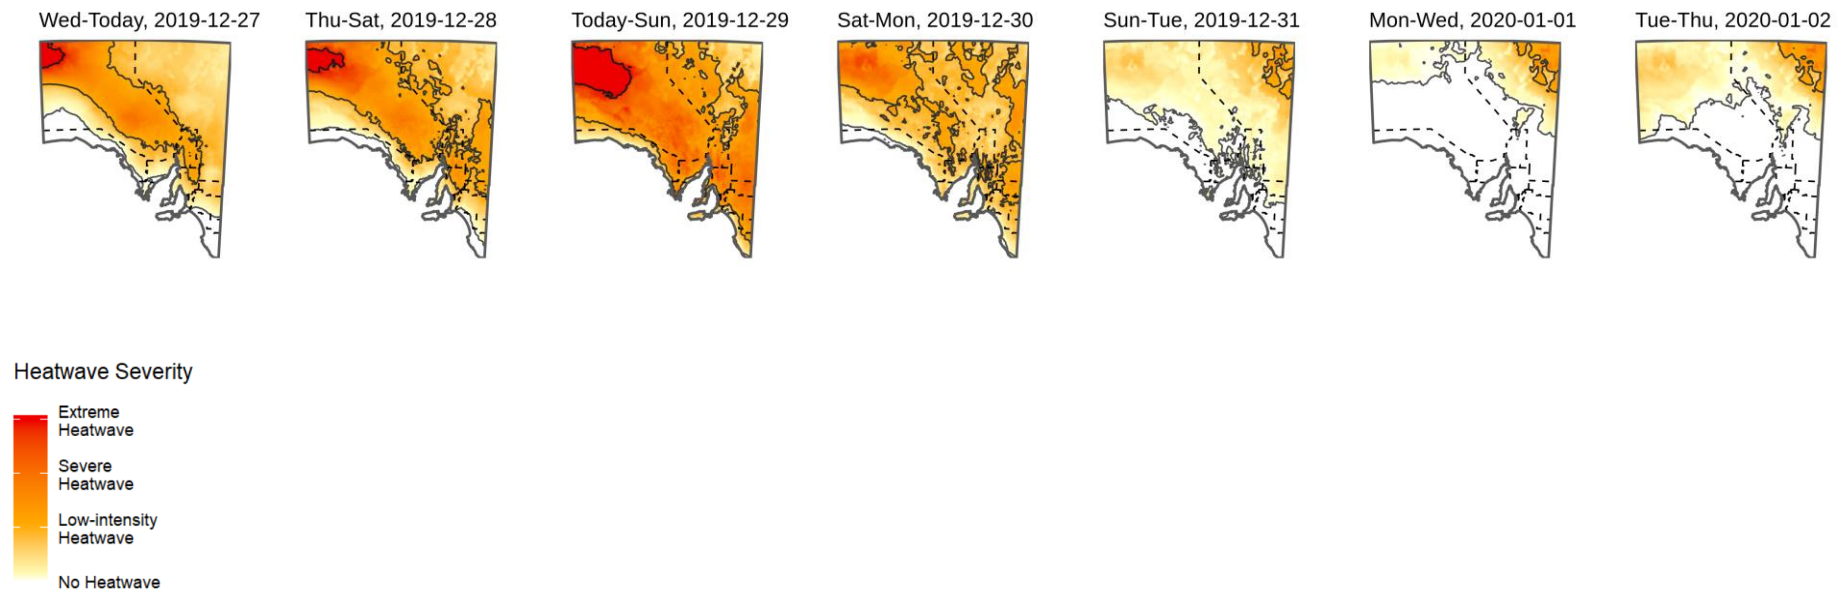 Wed-Today, 2019-12-27
Thu-Sat, 2019-12-28
Today-Sun, 2019-12-29
Sat-Mon, 2019-12-30
Sun-Tue, 2019-12-31
Mon-Wed, 2020-01-01
Tue-Thu, 2020-01-02
Heatwave Severity
Extreme
Heatwave
Severe
Heatwave
Low-intensity
Heatwave
No Heatwave